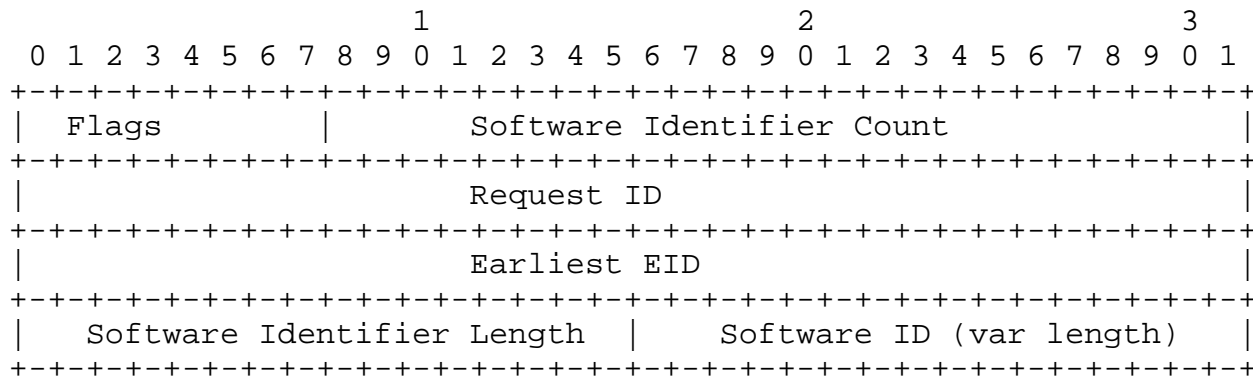 1                   2                   3
 0 1 2 3 4 5 6 7 8 9 0 1 2 3 4 5 6 7 8 9 0 1 2 3 4 5 6 7 8 9 0 1
+-+-+-+-+-+-+-+-+-+-+-+-+-+-+-+-+-+-+-+-+-+-+-+-+-+-+-+-+-+-+-+-+
|  Flags        |       Software Identifier Count               |
+-+-+-+-+-+-+-+-+-+-+-+-+-+-+-+-+-+-+-+-+-+-+-+-+-+-+-+-+-+-+-+-+
|                       Request ID                              |
+-+-+-+-+-+-+-+-+-+-+-+-+-+-+-+-+-+-+-+-+-+-+-+-+-+-+-+-+-+-+-+-+
|                       Earliest EID                            |
+-+-+-+-+-+-+-+-+-+-+-+-+-+-+-+-+-+-+-+-+-+-+-+-+-+-+-+-+-+-+-+-+
|   Software Identifier Length  |    Software ID (var length)   |
+-+-+-+-+-+-+-+-+-+-+-+-+-+-+-+-+-+-+-+-+-+-+-+-+-+-+-+-+-+-+-+-+